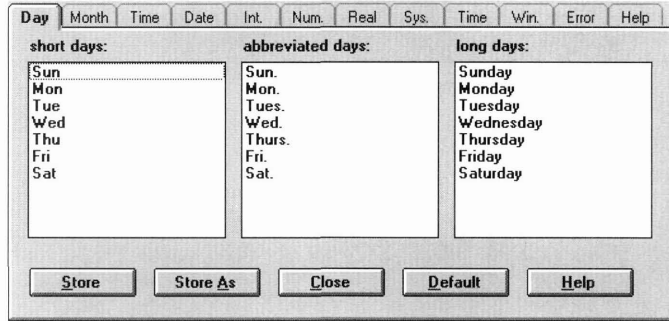 Day Month Time Date Int. Num. Real Sys. Time Win. Error Help
short days: abbreviated days: long days:
Sun Sun. Sunday
Mon Mon. Monday
Tue Tues. Tuesday
Wed Wed. Wednesday
Thu Thurs. Thursday
Fri Fri. Friday
Sat Sat. Saturday
Store Store As Close Default Help